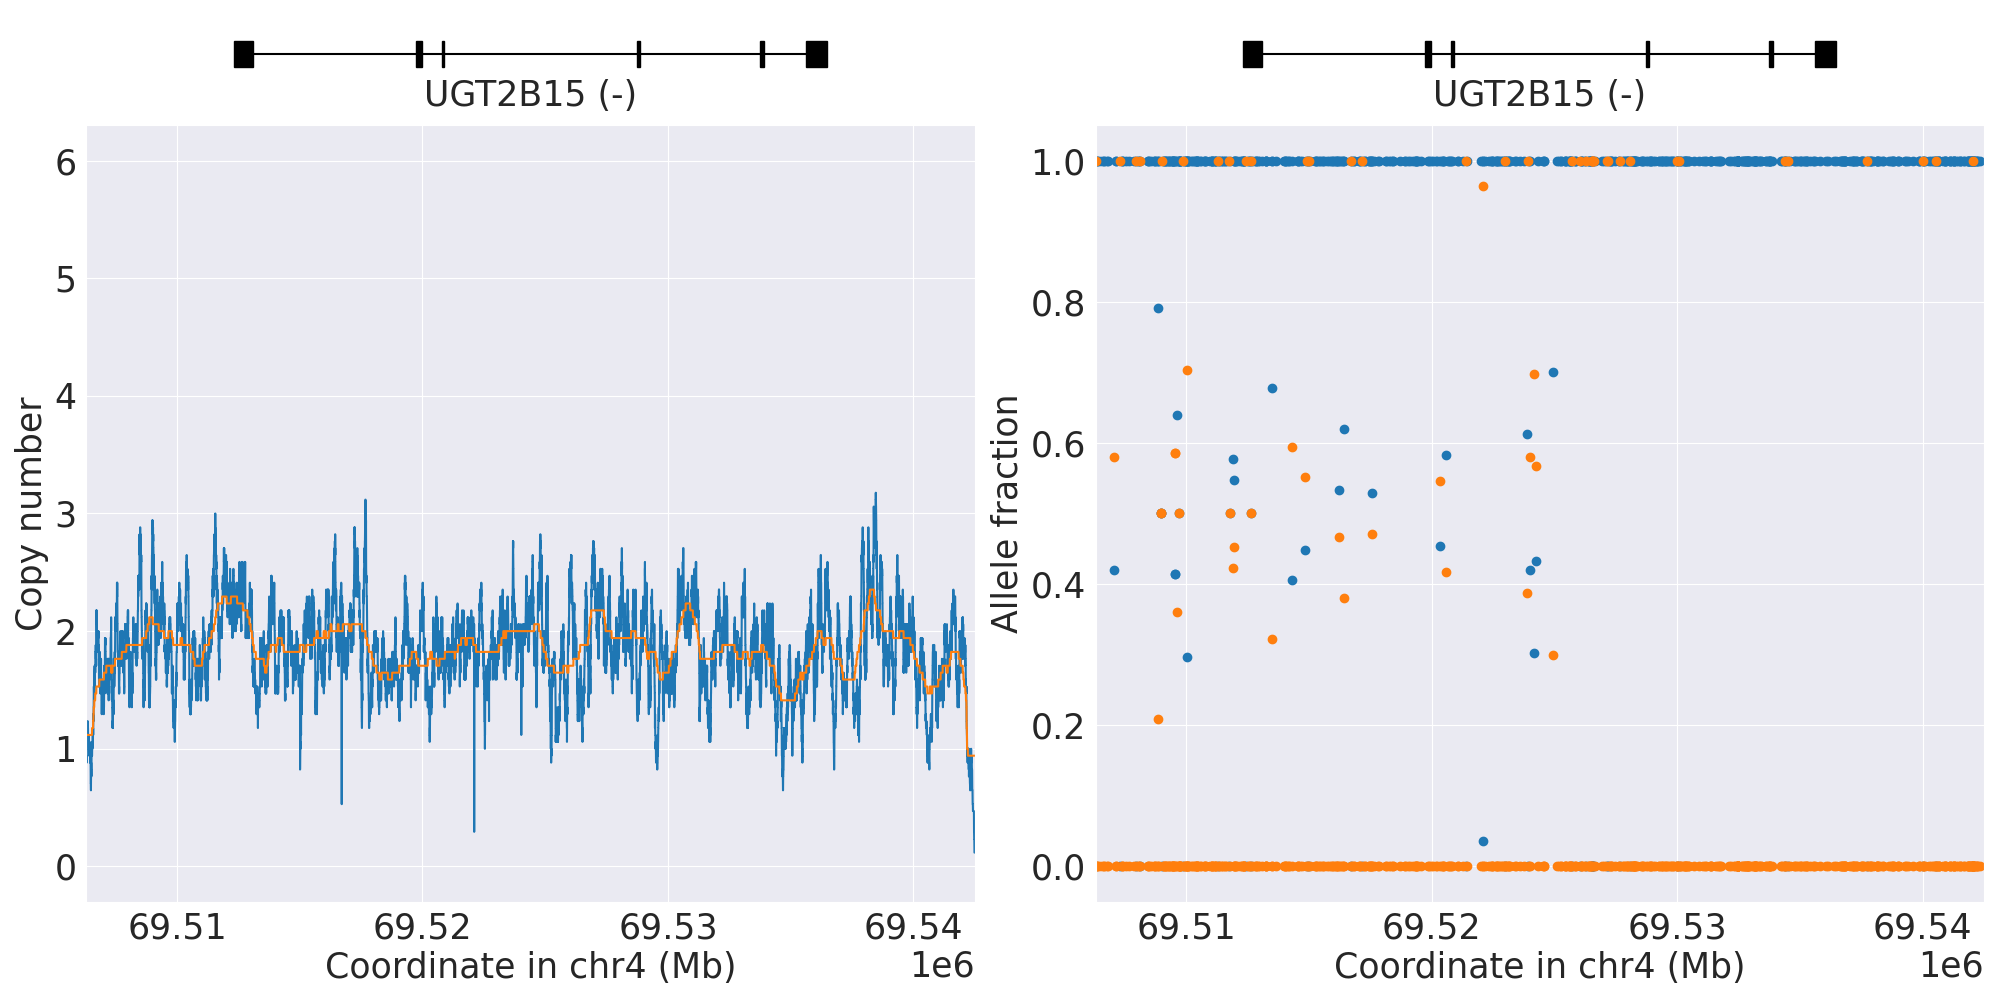 UGT2B15 (-)
6
5
4
3
2
1
0
Copy number
69.51 69.52 69.53 69.54
Coordinate in chr4 (Mb)
1e6
UGT2B15 (-)
1.0
0.8
0.6
0.4
0.2
0.0
Allele fraction
69.51 69.52 69.53 69.54
Coordinate in chr4 (Mb)
1e6